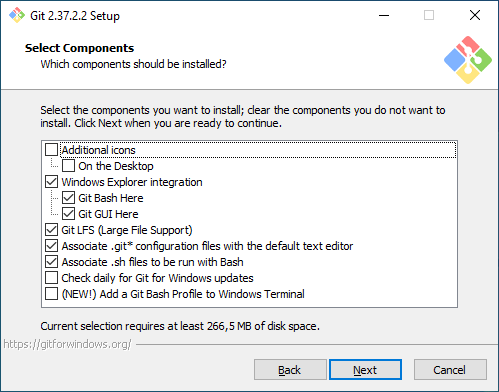 Git 2.37.2.2 Setup
Select Components
Which components should be installed?
Select the components you want to install; clear the components you do not want to
install. Click Next when you are ready to continue.
Additional icons
On the Desktop
Windows Explorer integration
Git Bash Here
Git GUI Here
Git LFS (Large File Support)
Associate .git* configuration files with the default text editor
Associate .sh files to be run with Bash
Check daily for Git for Windows updates
(NEW!) Add a Git Bash Profile to Windows Terminal
Current selection requires at least 266,5 MB of disk space.
https://gitforwindows.org/
Back Next Cancel